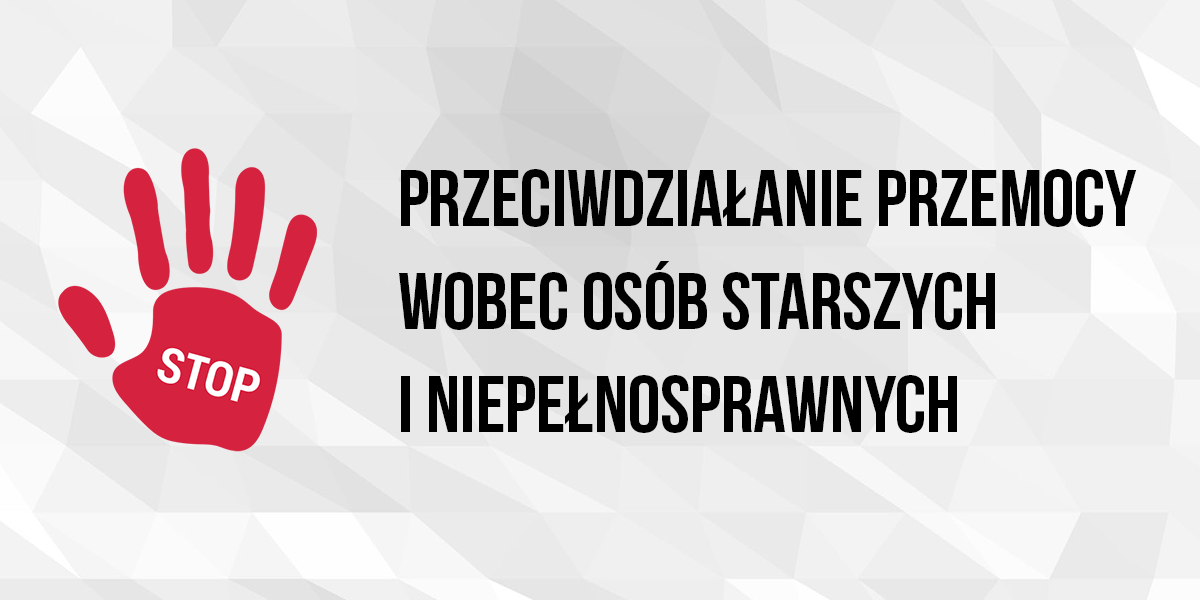 STOP
PRZECIWDZIAŁANIE PRZEMOCY
WOBEC OSÓB STARSZYCH
I NIEPEŁNOSPRAWNYCH